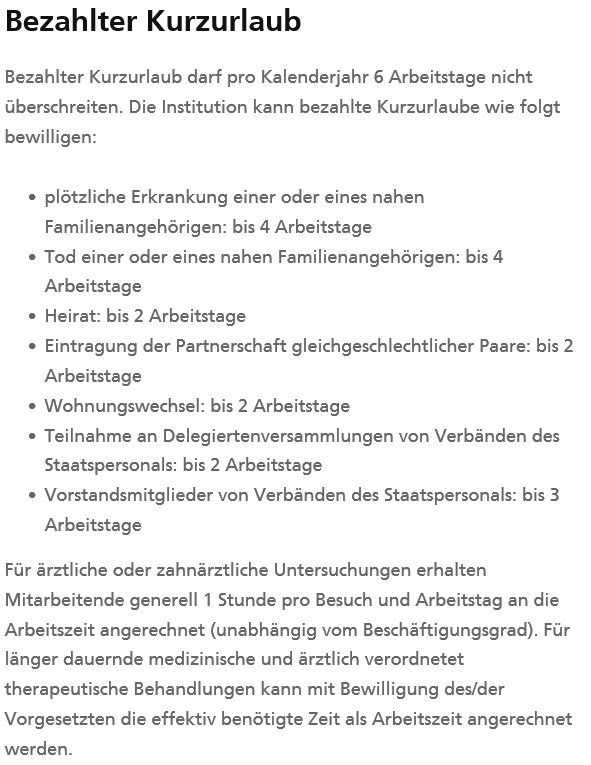 Bezahlter Kurzurlaub
Bezahlter Kurzurlaub darf pro Kalenderjahr 6 Arbeitstage nicht
überschreiten. Die Institution kann bezahlte Kurzurlaube wie folgt
bewilligen:
• plötzliche Erkrankung einer oder eines nahen
Familienangehörigen: bis 4 Arbeitstage
• Tod einer oder eines nahen Familienangehörigen: bis 4
Arbeitstage
• Heirat: bis 2 Arbeitstage
• Eintragung der Partnerschaft gleichgeschlechtlicher Paare: bis 2
Arbeitstage
• Wohnungswechsel: bis 2 Arbeitstage
• Teilnahme an Delegiertenversammlungen von Verbänden des
Staatspersonals: bis 2 Arbeitstage
• Vorstandsmitglieder von Verbänden des Staatspersonals: bis 3
Arbeitstage
Für ärztliche oder zahnärztliche Untersuchungen erhalten
Mitarbeitende generell 1 Stunde pro Besuch und Arbeitstag an die
Arbeitszeit angerechnet (unabhängig vom Beschäftigungsgrad). Für
länger dauernde medizinische und ärztlich verordnetet
therapeutische Behandlungen kann mit Bewilligung des/der
Vorgesetzten die effektiv benötigte Zeit als Arbeitszeit angerechnet
werden.